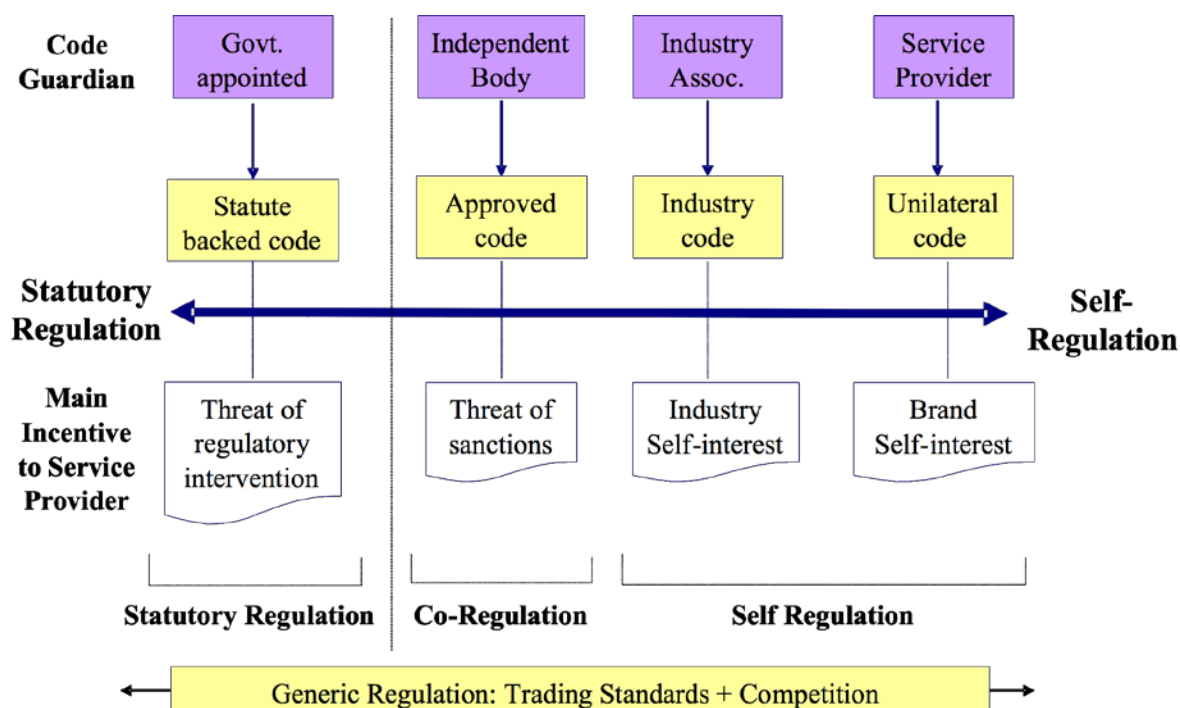 Code
Guardian
Govt.
appointed
Independent
Body
Industry
Assoc.
Service
Provider
Statute
backed code
Approved
code
Industry
code
Unilateral
code
Statutory
Regulation
Self-
Regulation
Main
Incentive
to Service
Provider
Threat of
regulatory
intervention
Threat of
sanctions
Industry
Self-interest
Brand
Self-interest
Statutory Regulation
Co-Regulation
Self Regulation
Generic Regulation: Trading Standards + Competition